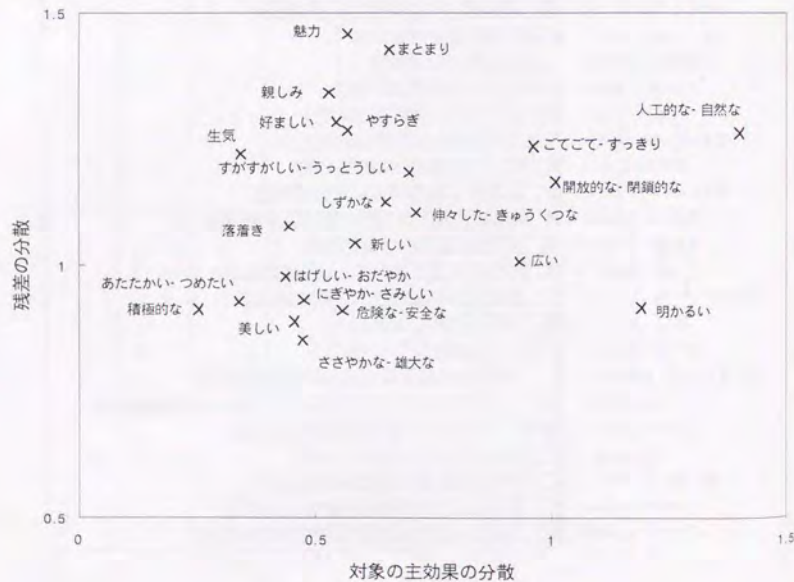 1.5
魅力
まとまり
親しみ
人工的な- 自然な
好ましい
やすらぎ
生気
ごてごて- すっきり
すがすがしい- うっとうしい
開放的な- 閉鎖的な
しずかな
伸々した- きゅうくつな
落着き
新しい
1
広い
はげしい- おだやか
あたたかい- つめたい
にぎやか- さみしい
積極的な
危険な- 安全な
明かるい
美しい
ささやかな- 雄大な
残差の分散
0.5
0
0.5
1
1.5
対象の主効果の分散